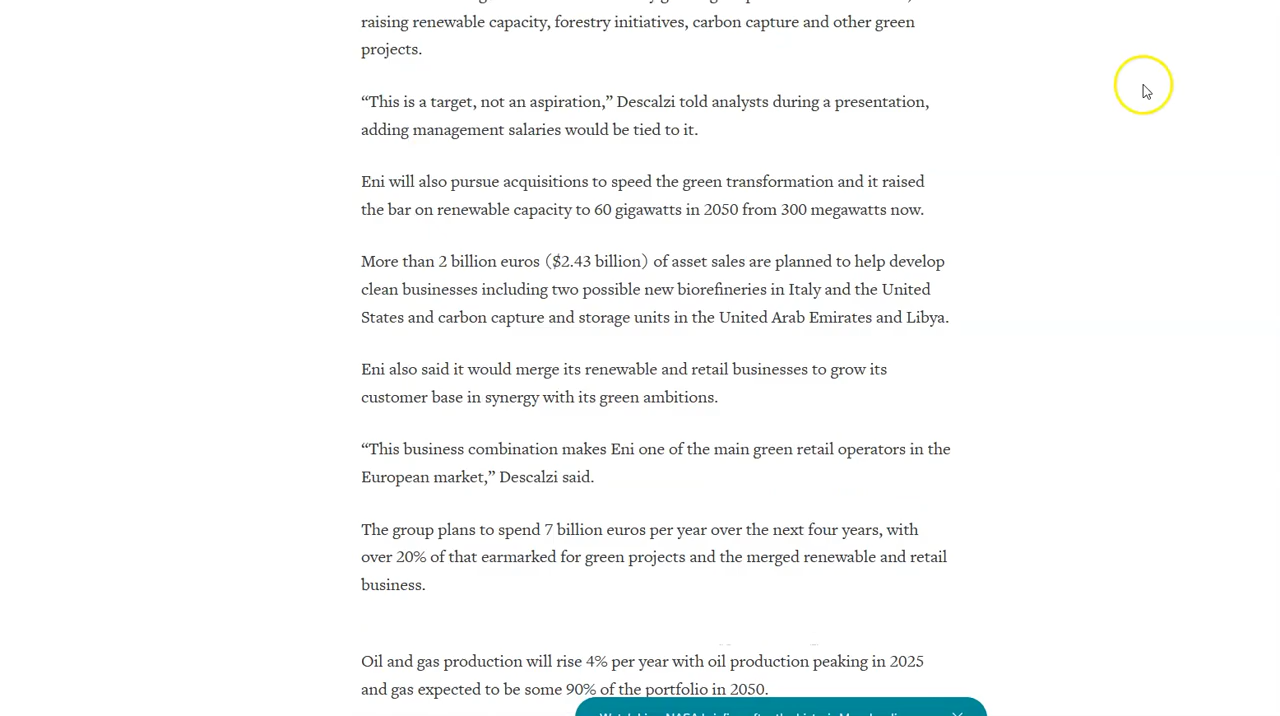 raising renewable capacity, forestry initiatives, carbon capture and other green
projects.
“This is a target, not an aspiration,” Descalzi told analysts during a presentation,
adding management salaries would be tied to it.
Eni will also pursue acquisitions to speed the green transformation and it raised
the bar on renewable capacity to 60 gigawatts in 2050 from 300 megawatts now.
More than 2 billion euros ($2.43 billion) of asset sales are planned to help develop
clean businesses including two possible new biorefineries in Italy and the United
States and carbon capture and storage units in the United Arab Emirates and Libya.
Eni also said it would merge its renewable and retail businesses to grow its
customer base in synergy with its green ambitions.
“This business combination makes Eni one of the main green retail operators in the
European market,” Descalzi said.
The group plans to spend 7 billion euros per year over the next four years, with
over 20% of that earmarked for green projects and the merged renewable and retail
business.
Oil and gas production will rise 4% per year with oil production peaking in 2025
and gas expected to be some 90% of the portfolio in 2050.